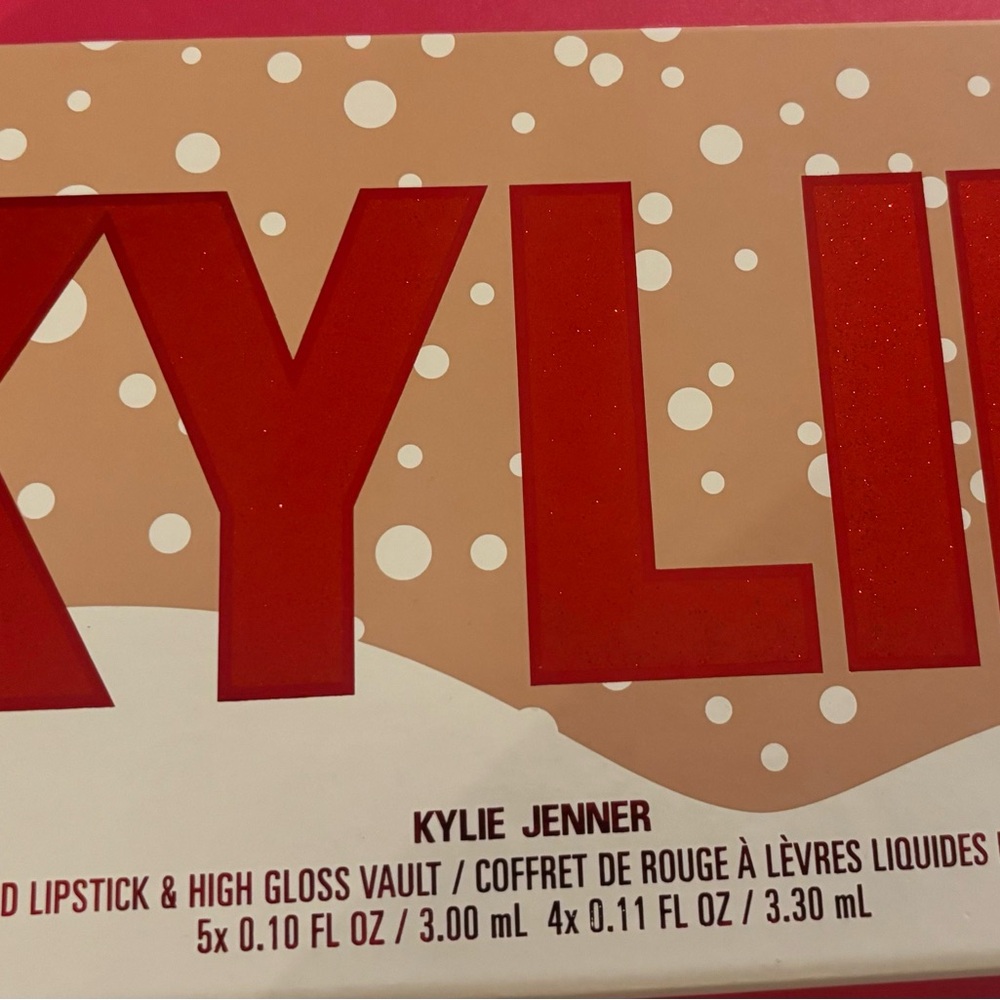 KYLI
KYLIE JENNER
D LIPSTICK & HIGH GLOSS VAULT / COFFRET DE ROUGE À LÈVRES LIQUIDES
5x 0.10 FL OZ / 3.00 mL 4x 0.11 FL OZ / 3.30 mL